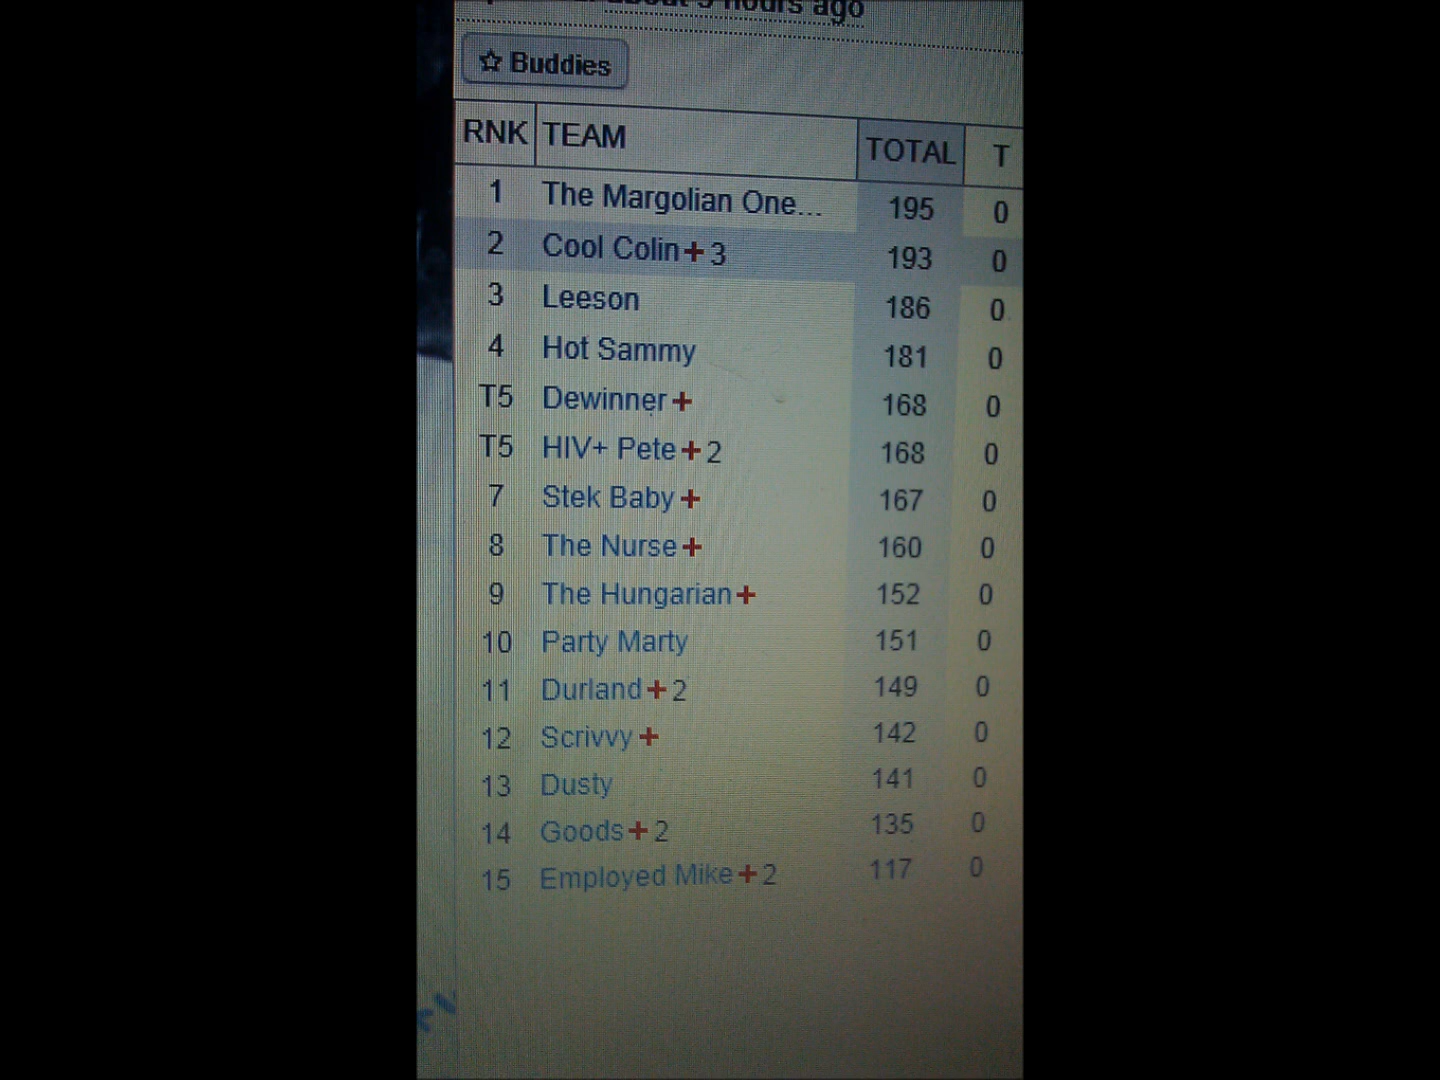 hours ago
☆ Buddies
RNK TEAM TOTAL T
1 The Margolian One... 195 0
2 Cool Colin+3 193 0
3 Leeson 186 0
4 Hot Sammy 181 0
T5 Dewinner+ 168 0
T5 HIV+ Pete+2 168 0
7 Stek Baby+ 167 0
8 The Nurse+ 160 0
9 The Hungarian+ 152 0
10 Party Marty 151 0
11 Durland+2 149 0
12 Scrivvy+ 142 0
13 Dusty 141 0
14 Goods+2 135 0
15 Employed Mike+2 117 0